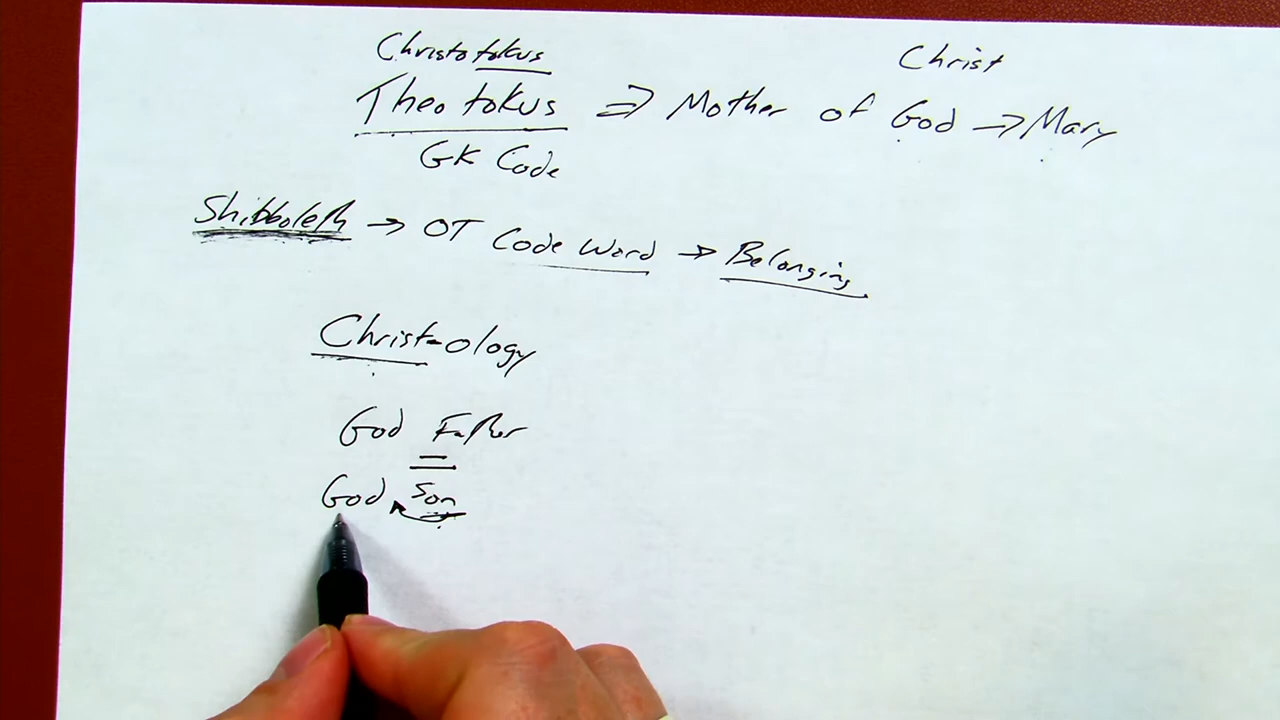 Christotokus Christ
Theotokus ⇒ Mother of God → Mary
GK Code
Shibboleth → OT Code Word → Belonging
Christ-ology
God Father
=
God Son